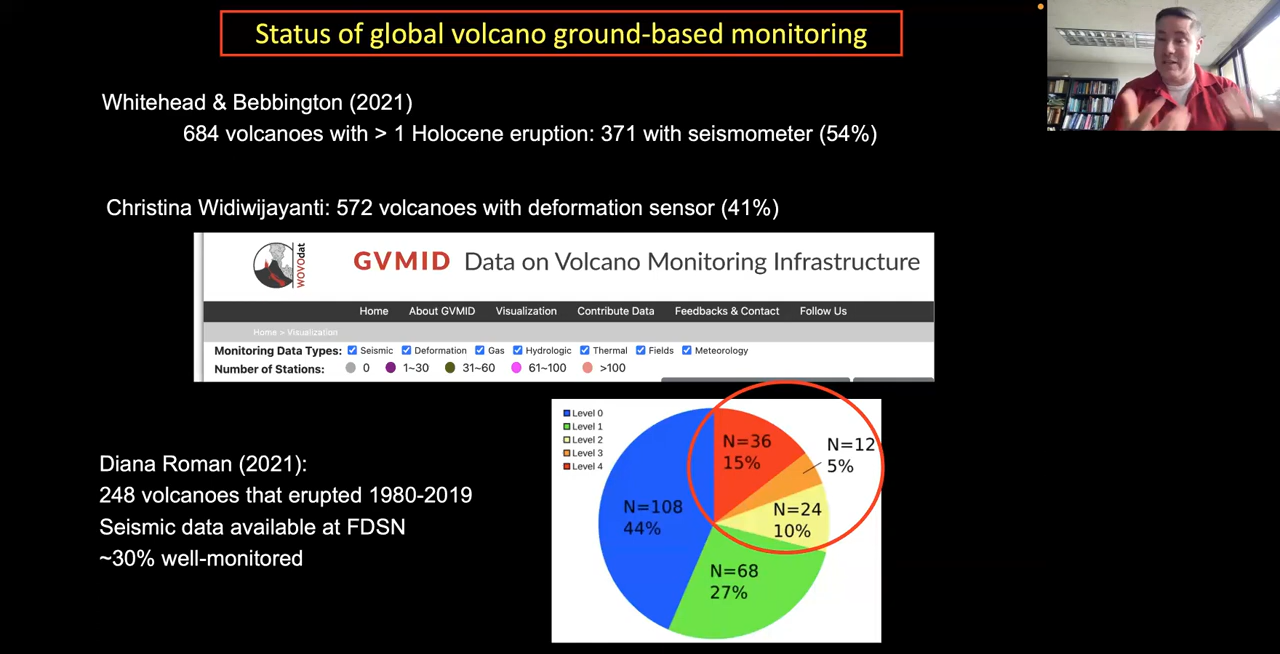 Status of global volcano ground-based monitoring
Whitehead & Bebbington (2021)
684 volcanoes with > 1 Holocene eruption: 371 with seismometer (54%)
Christina Widiwijayanti: 572 volcanoes with deformation sensor (41%)
WOVOdat
GVMID Data on Volcano Monitoring Infrastructure
Home About GVMID Visualization Contribute Data Feedbacks & Contact Follow Us
Home > Visualization
Monitoring Data Types: Seismic Deformation Gas Hydrologic Thermal Fields Meteorology
Number of Stations: 0 1~30 31~60 61~100 >100
Diana Roman (2021):
248 volcanoes that erupted 1980-2019
Seismic data available at FDSN
~30% well-monitored
Level 0
Level 1
Level 2
Level 3
Level 4
N=36
15%
N=12
5%
N=24
10%
N=108
44%
N=68
27%